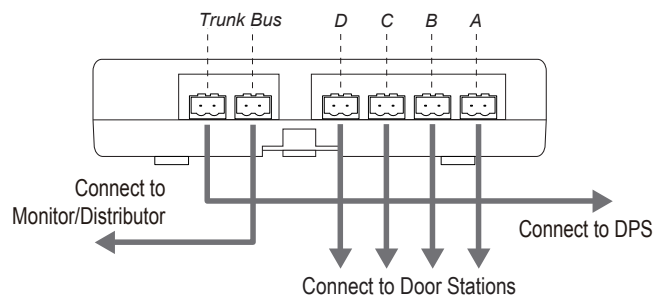 Trunk Bus D C B A
Connect to
Monitor/Distributor
Connect to DPS
Connect to Door Stations